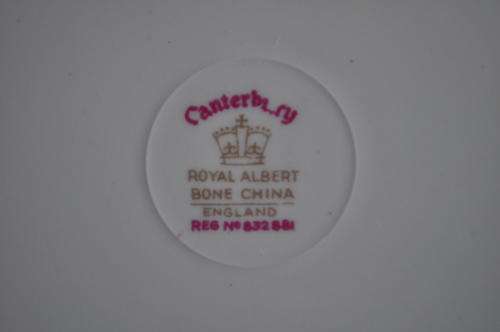 Canterbury
ROYAL ALBERT
BONE CHINA
ENGLAND
REG Nº 832881